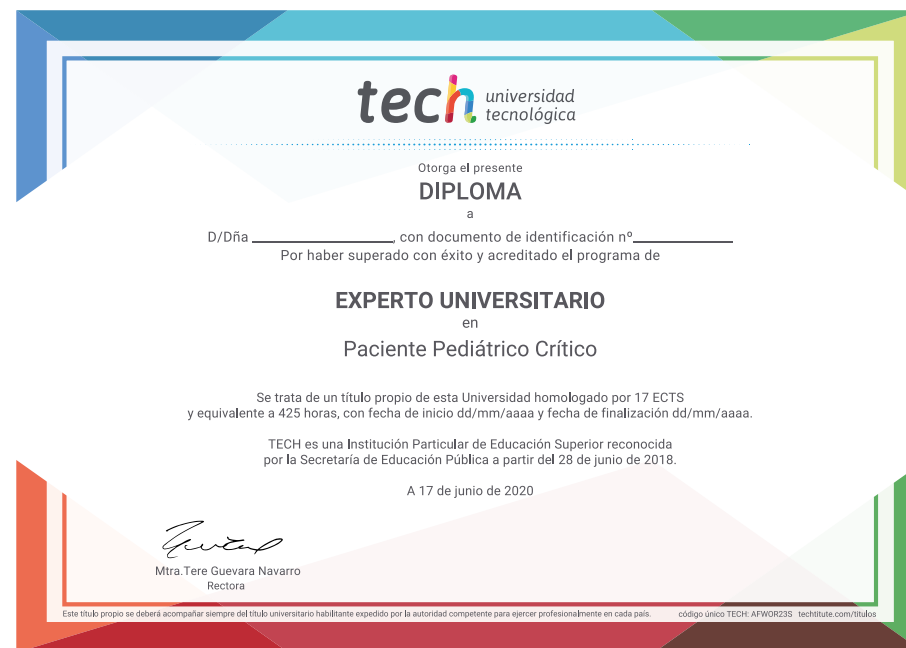 tech universidad
tecnológica
Otorga el presente
DIPLOMA
a
D/Dña ____________________, con documento de identificación nº______________
Por haber superado con éxito y acreditado el programa de
EXPERTO UNIVERSITARIO
en
Paciente Pediátrico Crítico
Se trata de un título propio de esta Universidad homologado por 17 ECTS
y equivalente a 425 horas, con fecha de inicio dd/mm/aaaa y fecha de finalización dd/mm/aaaa.
TECH es una Institución Particular de Educación Superior reconocida
por la Secretaría de Educación Pública a partir del 28 de junio de 2018.
A 17 de junio de 2020
Mtra.Tere Guevara Navarro
Rectora
Este título propio se deberá acompañar siempre del título universitario habilitante expedido por la autoridad competente para ejercer profesionalmente en cada país. código único TECH: AFWOR23S techtitute.com/titulos